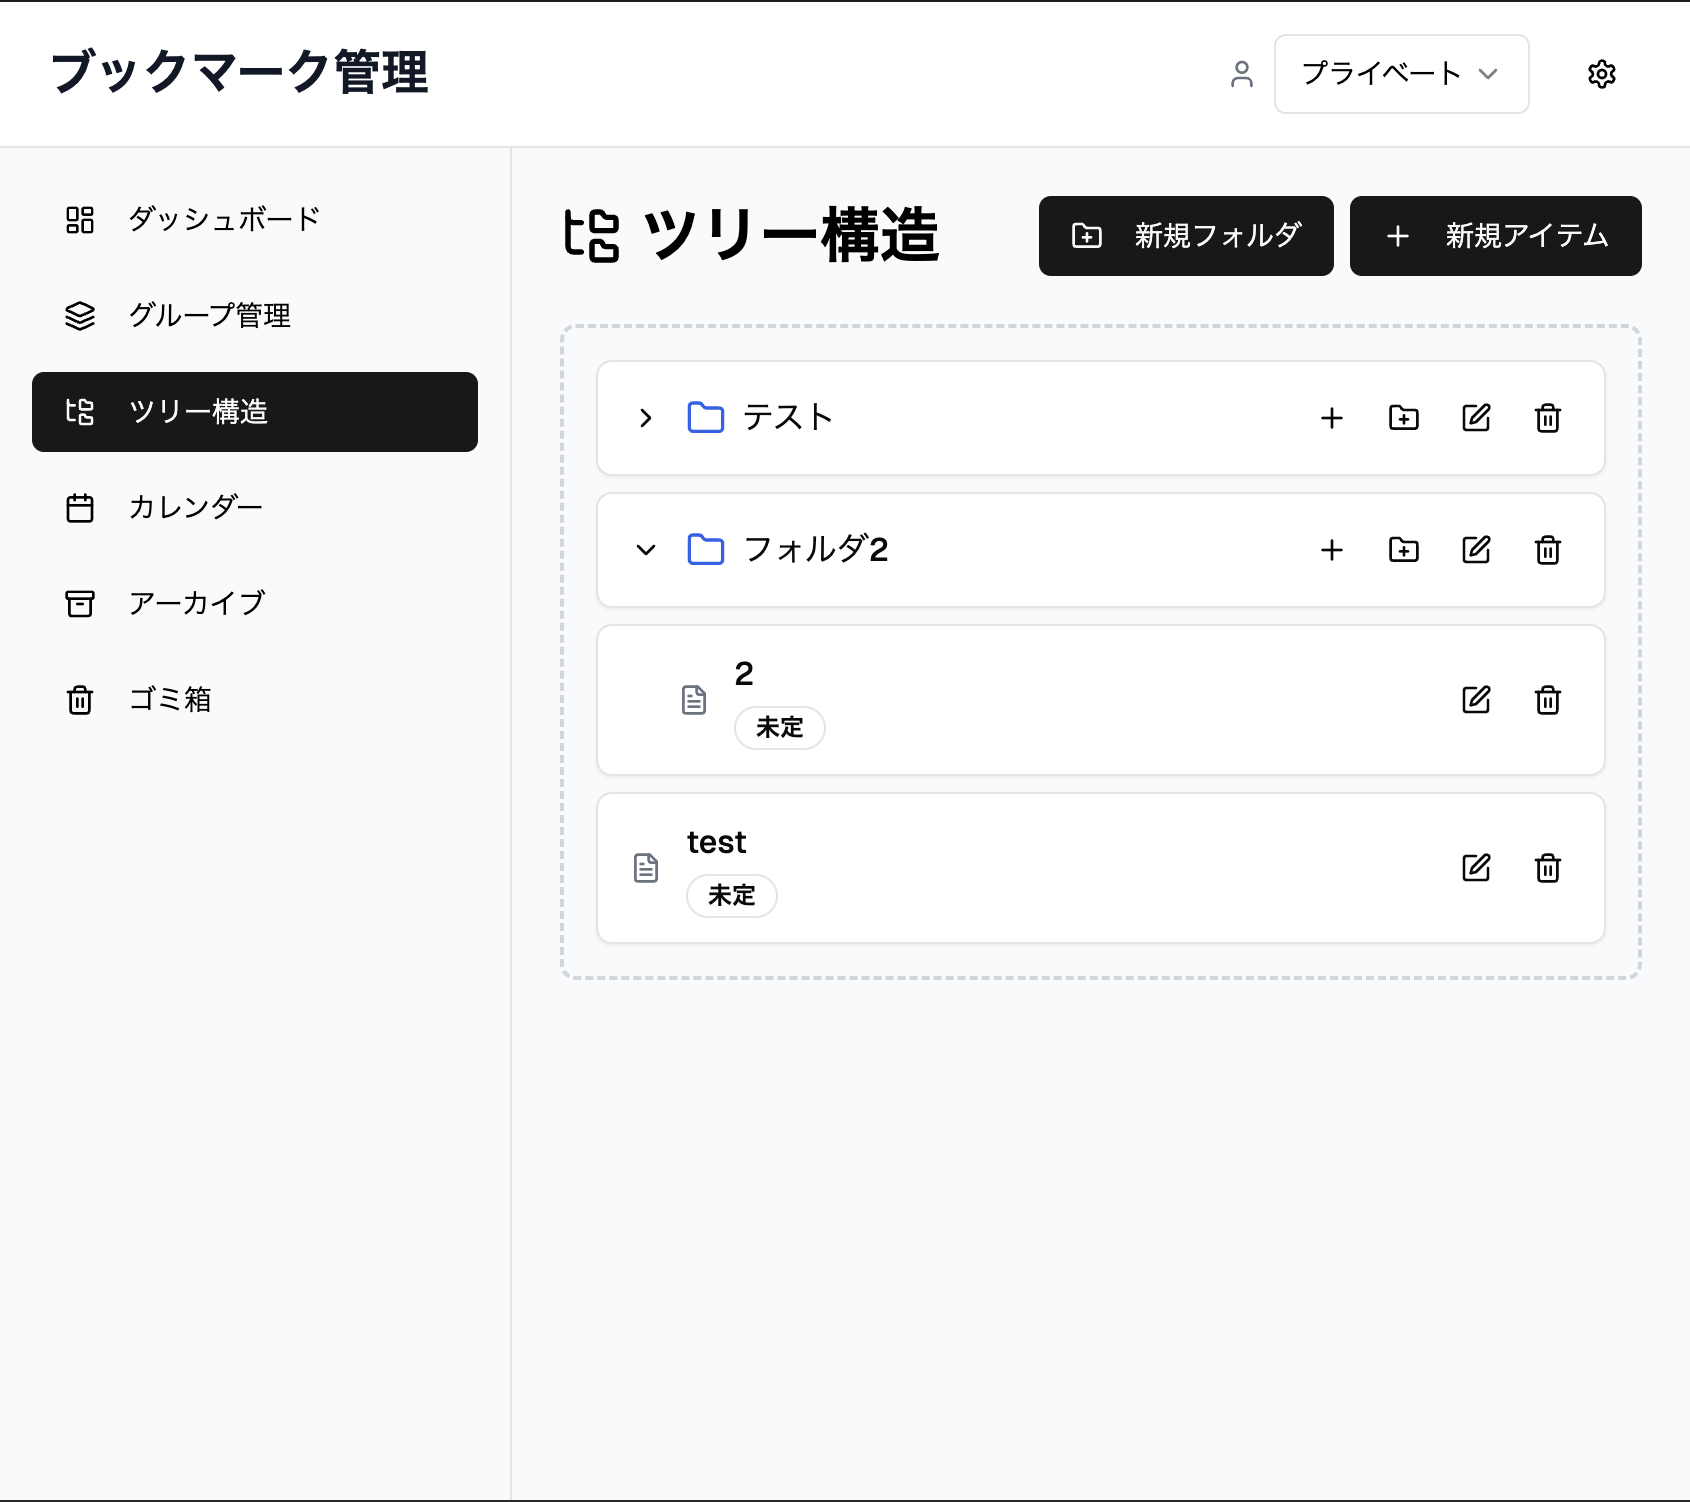 ブックマーク管理
プライベート
ダッシュボード
グループ管理
ツリー構造
カレンダー
アーカイブ
ゴミ箱
ツリー構造
新規フォルダ
新規アイテム
テスト
フォルダ2
2
未定
test
未定